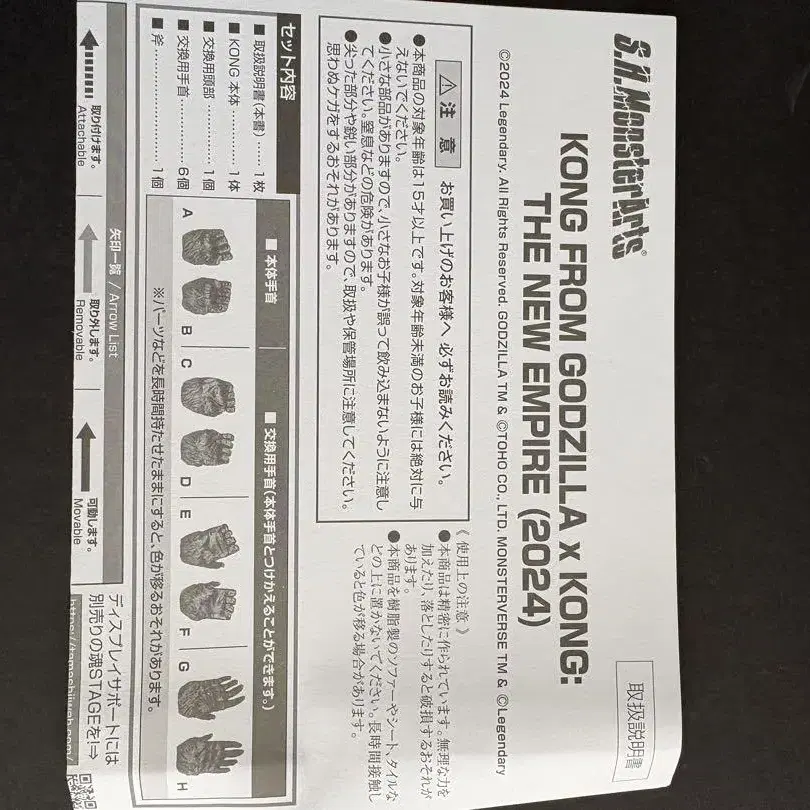 S.H.MonsterArts®
取扱説明書
KONG FROM GODZILLA x KONG:
THE NEW EMPIRE (2024)
©2024 Legendary. All Rights Reserved. GODZILLA TM & ©TOHO CO., LTD. MONSTERVERSE TM & ©Legendary
注 意 お買い上げのお客様へ 必ずお読みください。
●本商品の対象年齢は15才以上です。対象年齢未満のお子様には絶対に与
えないでください。
●小さな部品がありますので、小さなお子様が誤って飲み込まないように注意し
てください。窒息などの危険があります。
●尖った部分や鋭い部分がありますので、取扱や保管場所に注意してください。
思わぬケガをするおそれがあります。
《 使用上の注意 》
●本商品は精密に作られています。無理な力を
加えたり、落としたりすると破損するおそれが
あります。
●本商品を樹脂製のソファーやシート、タイルな
どの上に置かないでください。長時間接触し
ていると色が移る場合があります。
セット内容
■ 取扱説明書(本書) …… 1枚
■ KONG 本体 ………… 1体
■ 交換用頭部 ………… 1個
■ 交換用手首 ………… 6個
■ 斧 ………………… 1個
■ 本体手首
■ 交換用手首(本体手首とつけかえることができます。)
A B C D E F G H
※パーツなどを長時間持たせたままにすると、色が移るおそれがあります。
矢印一覧 / Arrow List
取り付けます。
Attachable
取り外します。
Removable
可動します。
Movable
ディスプレイサポートには
別売りの魂STAGEを!⇒
https://tamashiiweb.com/